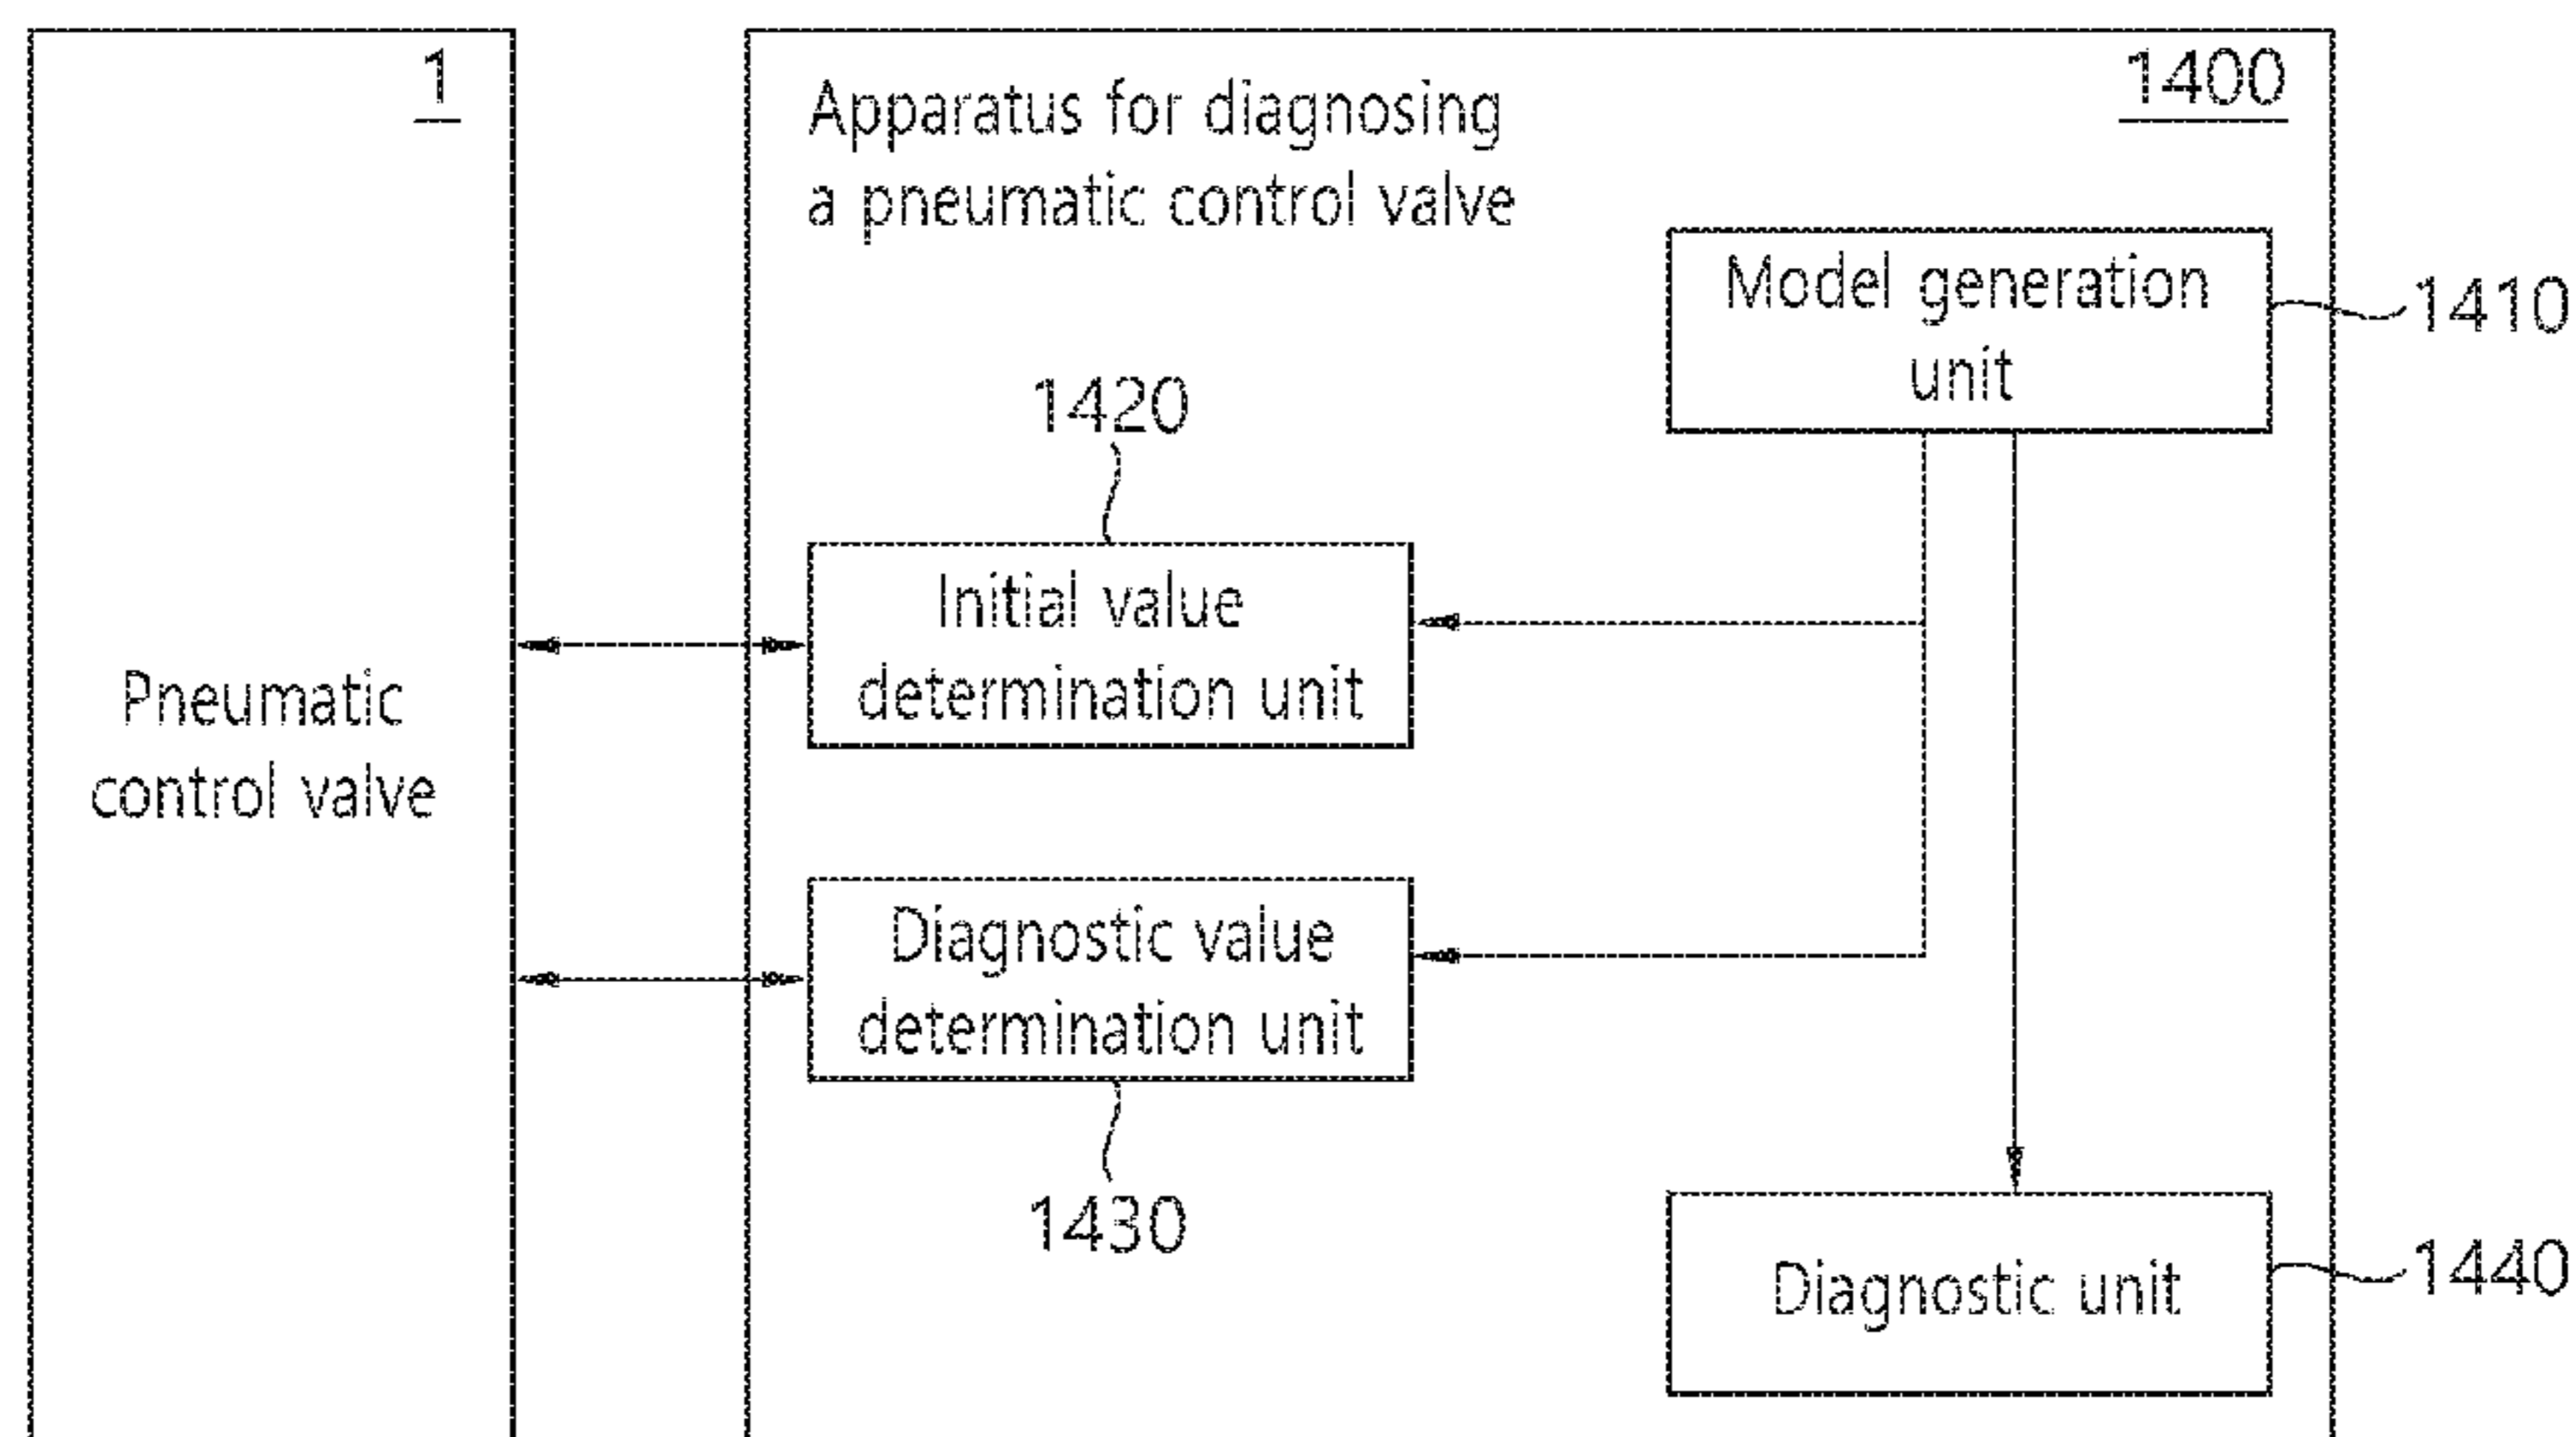 1
1400
Apparatus for diagnosing
a pneumatic control valve
Model generation
unit
1410
1420
Initial value
determination unit
Pneumatic
control valve
Diagnostic value
determination unit
1430
Diagnostic unit
1440